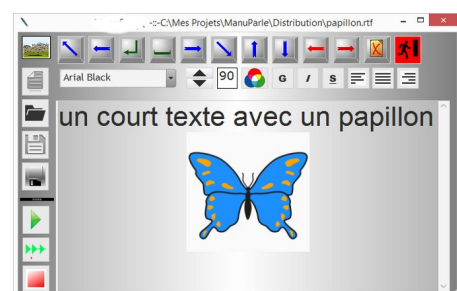 -::-C:\Mes Projets\ManuParle\Distribution\papillon.rtf
Arial Black 90 G I S
un court texte avec un papillon